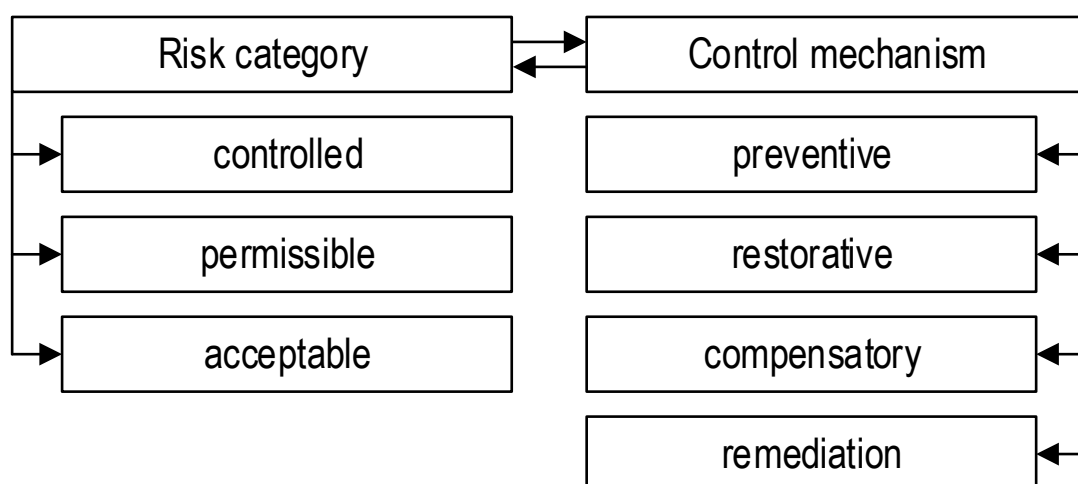 Risk category
Control mechanism
controlled
preventive
permissible
restorative
acceptable
compensatory
remediation